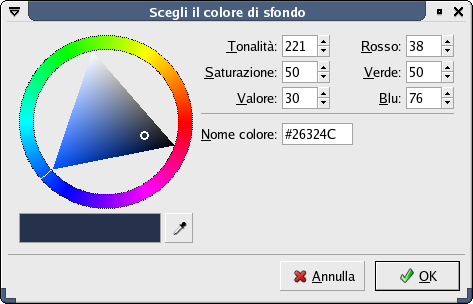 Scegli il colore di sfondo
Tonalità: 221
Rosso: 38
Saturazione: 50
Verde: 50
Valore: 30
Blu: 76
Nome colore: #26324C
Annulla
OK